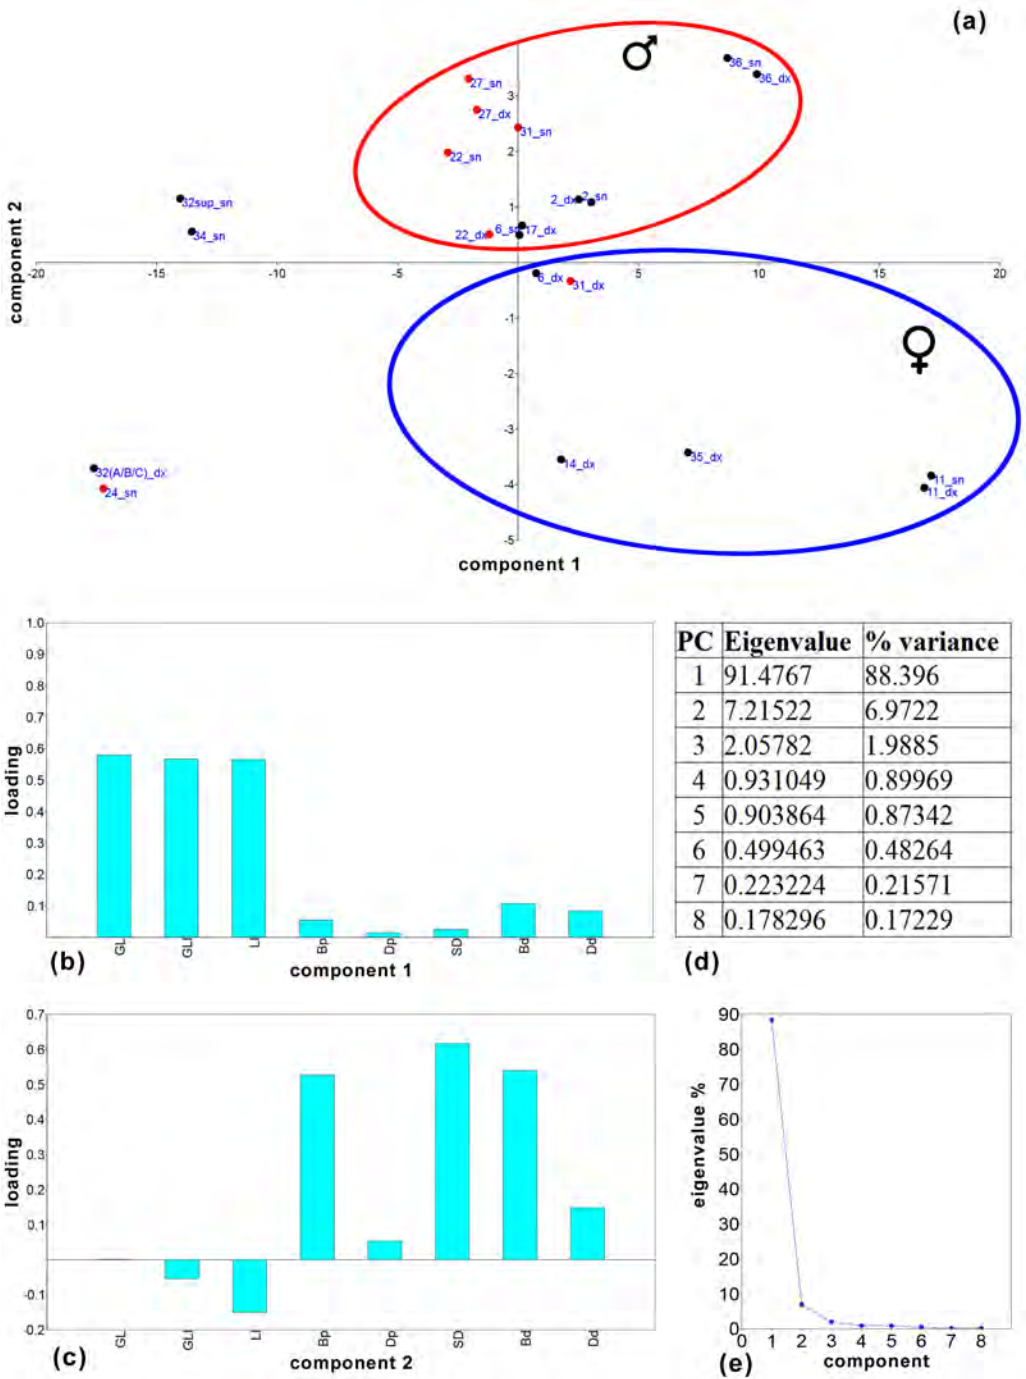 (a)
♂
36_sn
36_dx
27_sn
3
27_dx
31_sn
2
22_sn
32sup_sn
2_dx
2_sn
1
34_sn
22_dx
6_sn
17_dx
-20
-15
-10
-5
5
10
15
20
6_dx
31_dx
-1
♀
-2
-3
14_dx
35_dx
32(A/B/C)_dx
24_sn
-4
11_sn
11_dx
-5
component 2
component 1
1.0
0.9
0.8
0.7
0.6
0.5
0.4
0.3
0.2
0.1
loading
GL
GLl
Ll
Bp
Dp
SD
Bd
Dd
(b)
component 1
PC Eigenvalue % variance
1 91.4767 88.396
2 7.21522 6.9722
3 2.05782 1.9885
4 0.931049 0.89969
5 0.903864 0.87342
6 0.499463 0.48264
7 0.223224 0.21571
8 0.178296 0.17229
(d)
0.7
0.6
0.5
0.4
0.3
0.2
0.1
-0.1
-0.2
loading
GL
GLl
Ll
Bp
Dp
SD
Bd
Dd
(c)
component 2
90
80
70
60
50
40
30
20
10
0
eigenvalue %
0 1 2 3 4 5 6 7 8
(e)
component